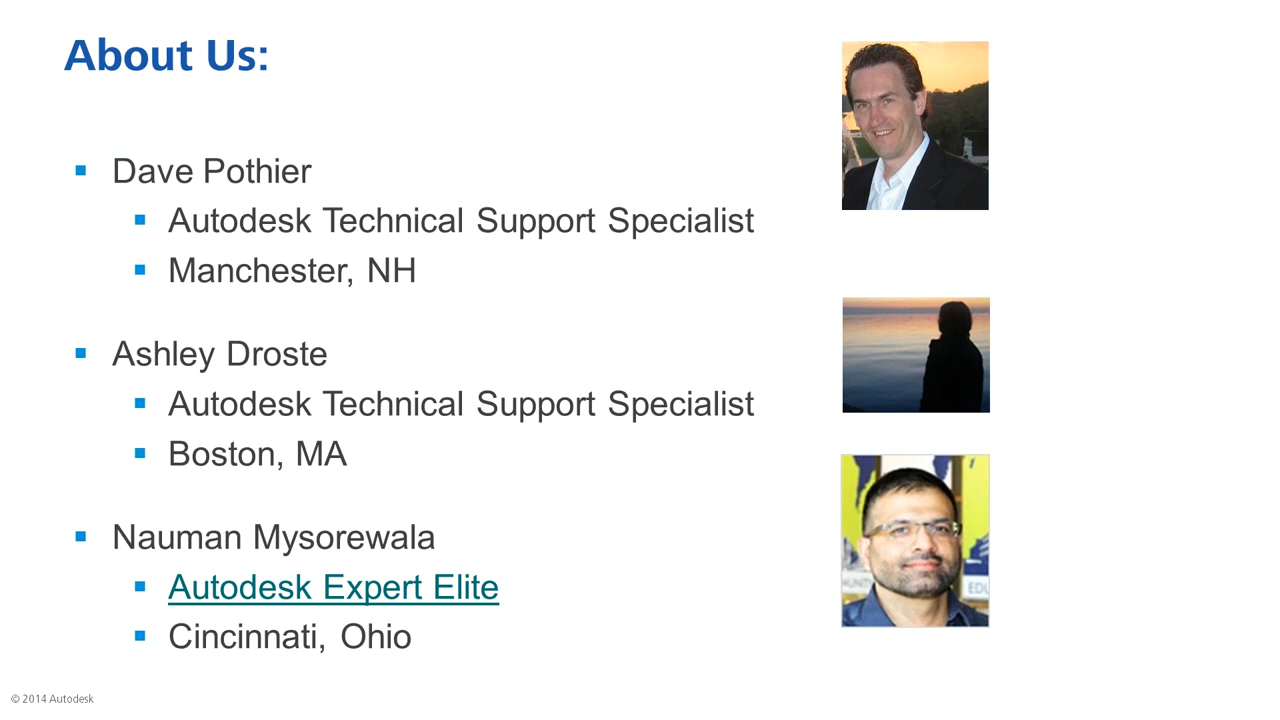 About Us:
Dave Pothier
Autodesk Technical Support Specialist
Manchester, NH
Ashley Droste
Autodesk Technical Support Specialist
Boston, MA
Nauman Mysorewala
Autodesk Expert Elite
Cincinnati, Ohio
© 2014 Autodesk